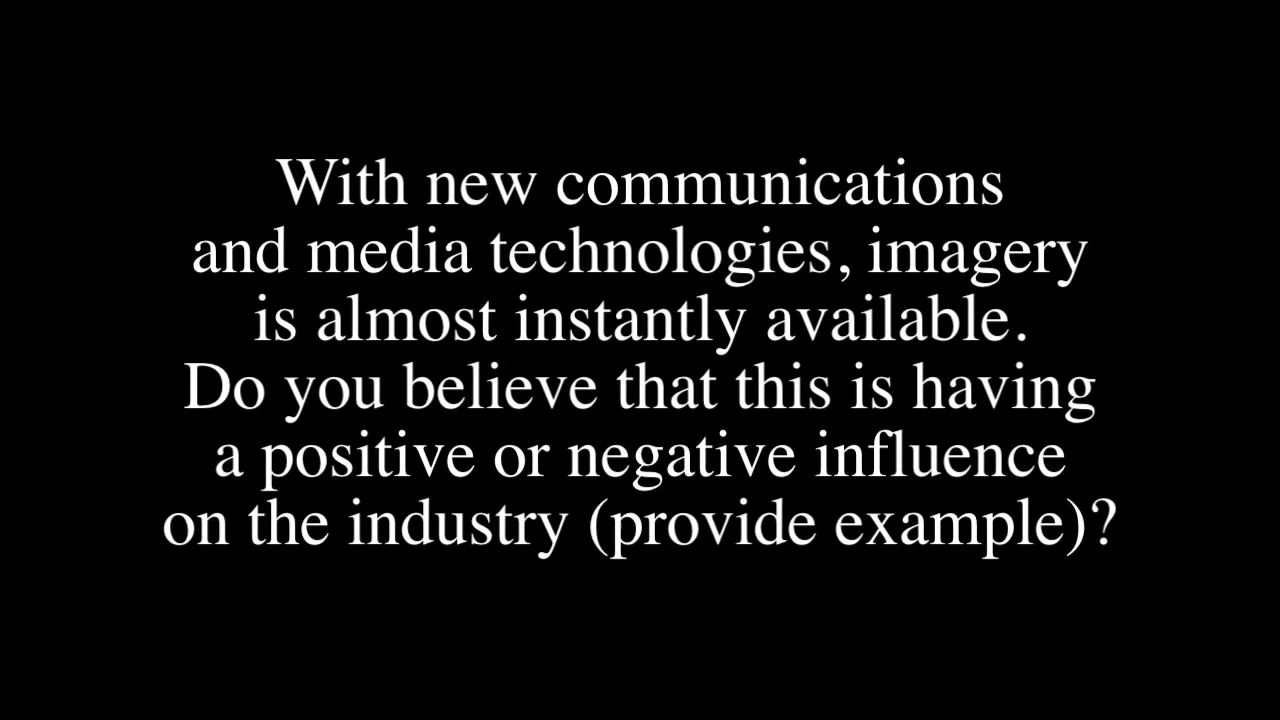 With new communications
and media technologies, imagery
is almost instantly available.
Do you believe that this is having
a positive or negative influence
on the industry (provide example)?